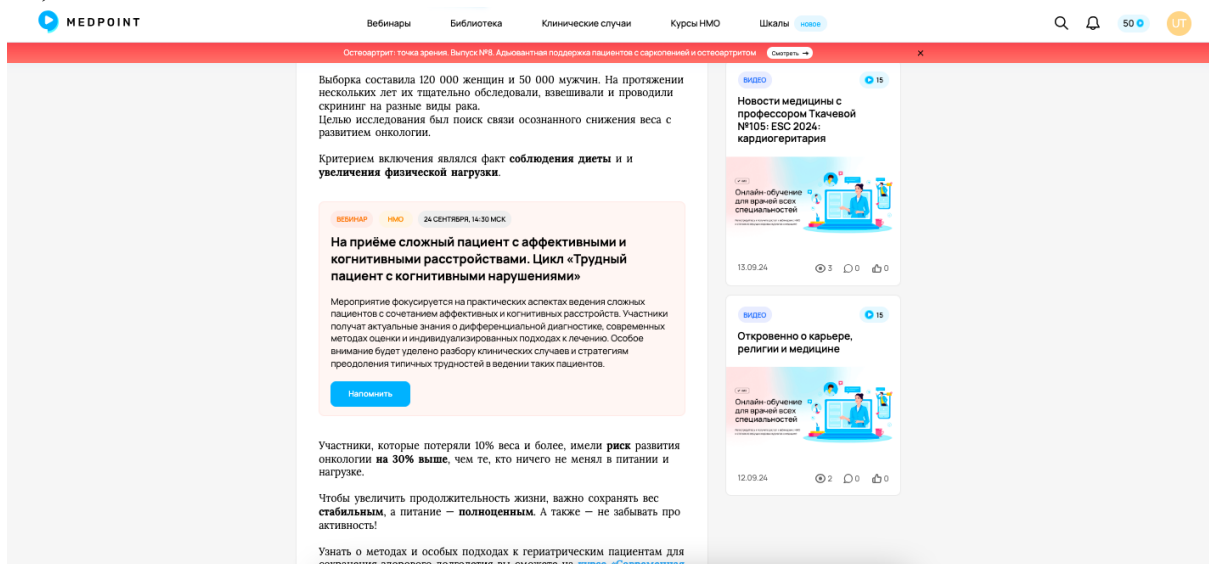 MEDPOINT
Вебинары Библиотека Клинические случаи Курсы НМО Шкалы новое
50
UT
Остеоартрит: точка зрения. Выпуск №8. Адъювантная поддержка пациентов с саркопенией и остеоартритом Смотреть →
Выборка составила 120 000 женщин и 50 000 мужчин. На протяжении
нескольких лет их тщательно обследовали, взвешивали и проводили
скрининг на разные виды рака.
Целью исследования был поиск связи осознанного снижения веса с
развитием онкологии.
Критерием включения являлся факт соблюдения диеты и и
увеличения физической нагрузки.
ВЕБИНАР НМО 24 СЕНТЯБРЯ, 14:30 МСК
На приёме сложный пациент с аффективными и
когнитивными расстройствами. Цикл «Трудный
пациент с когнитивными нарушениями»
Мероприятие фокусируется на практических аспектах ведения сложных
пациентов с сочетанием аффективных и когнитивных расстройств. Участники
получат актуальные знания о дифференциальной диагностике, современных
методах оценки и индивидуализированных подходах к лечению. Особое
внимание будет уделено разбору клинических случаев и стратегиям
преодоления типичных трудностей в ведении таких пациентов.
Напомнить
Участники, которые потеряли 10% веса и более, имели риск развития
онкологии на 30% выше, чем те, кто ничего не менял в питании и
нагрузке.
Чтобы увеличить продолжительность жизни, важно сохранять вес
стабильным, а питание — полноценным. А также — не забывать про
активность!
Узнать о методах и особых подходах к гериатрическим пациентам для
сохранения здорового долголетия вы сможете на курсе «Современная
ВИДЕО 15
Новости медицины с
профессором Ткачевой
№105: ESC 2024:
кардиогеритария
Онлайн-обучение
для врачей всех
специальностей
13.09.24 3 0 0
ВИДЕО 15
Откровенно о карьере,
религии и медицине
Онлайн-обучение
для врачей всех
специальностей
12.09.24 2 0 0